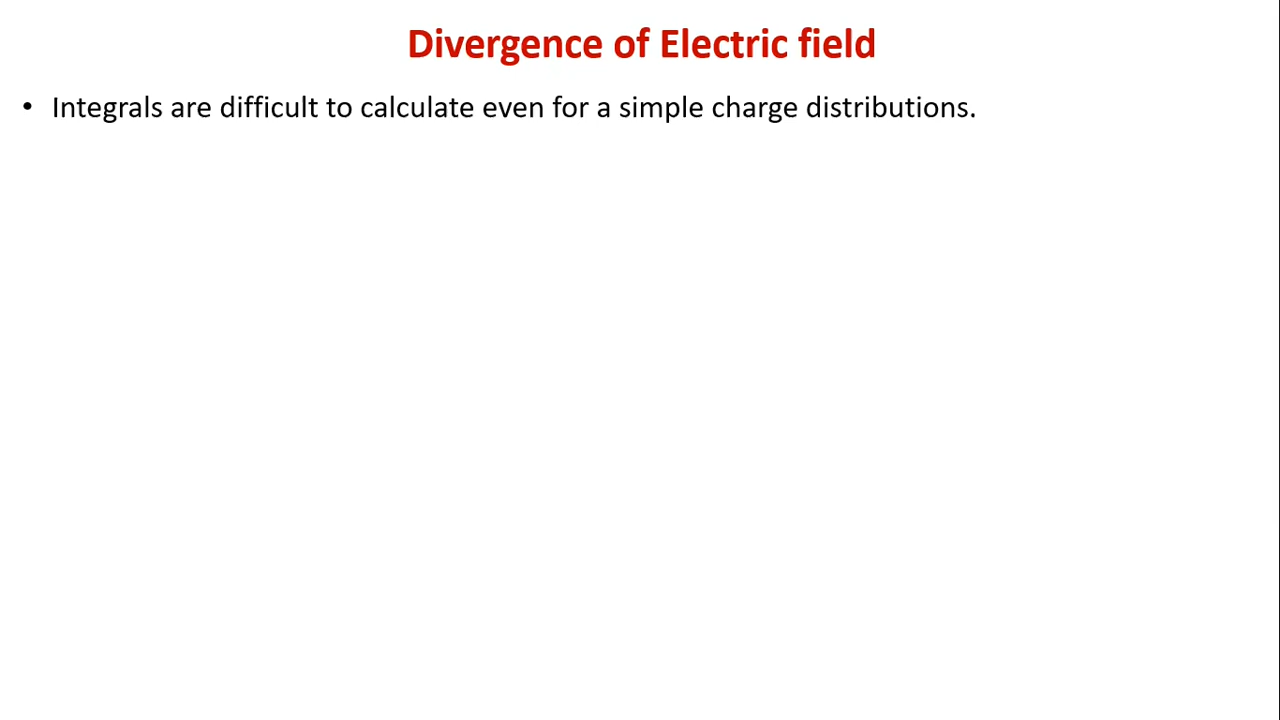 Divergence of Electric field
• Integrals are difficult to calculate even for a simple charge distributions.